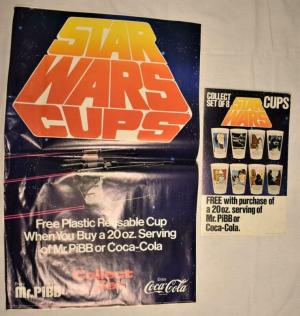 STAR
WARS
CUPS
Free Plastic Reusable Cup
When You Buy a 20 oz. Serving
of Mr. PiBB or Coca-Cola
Collect
Mr. PiBB
Enjoy
Coca-Cola
COLLECT
SET OF 8
STAR
WARS
CUPS
FREE with purchase of
a 20 oz. serving of
Mr. PiBB or
Coca-Cola.